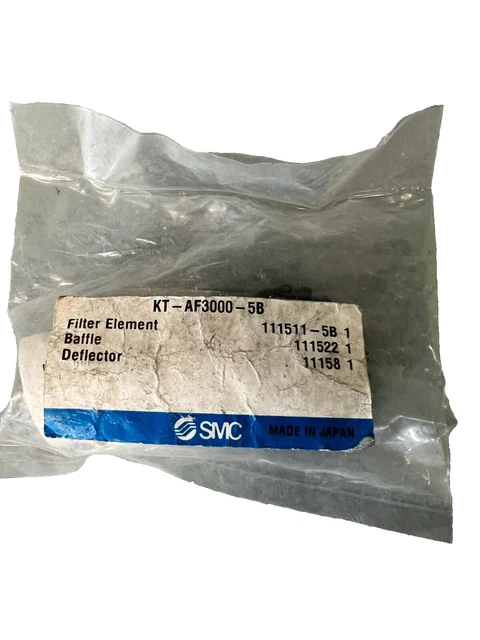 KT-AF3000-5B
Filter Element 111511-5B 1
Baffle 111522 1
Deflector 11158 1
SMC MADE IN JAPAN